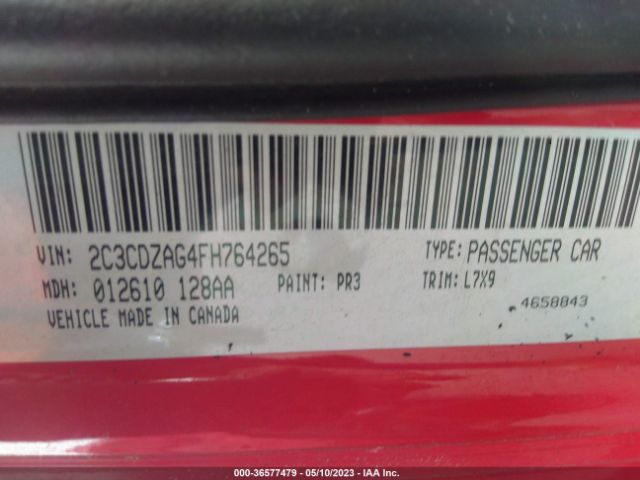 VIN: 2C3CDZAG4FH764265 TYPE: PASSENGER CAR
MDH: 012610 128AA PAINT: PR3 TRIM: L7X9
4658843
VEHICLE MADE IN CANADA
000-36577479 - 05/10/2023 - IAA Inc.